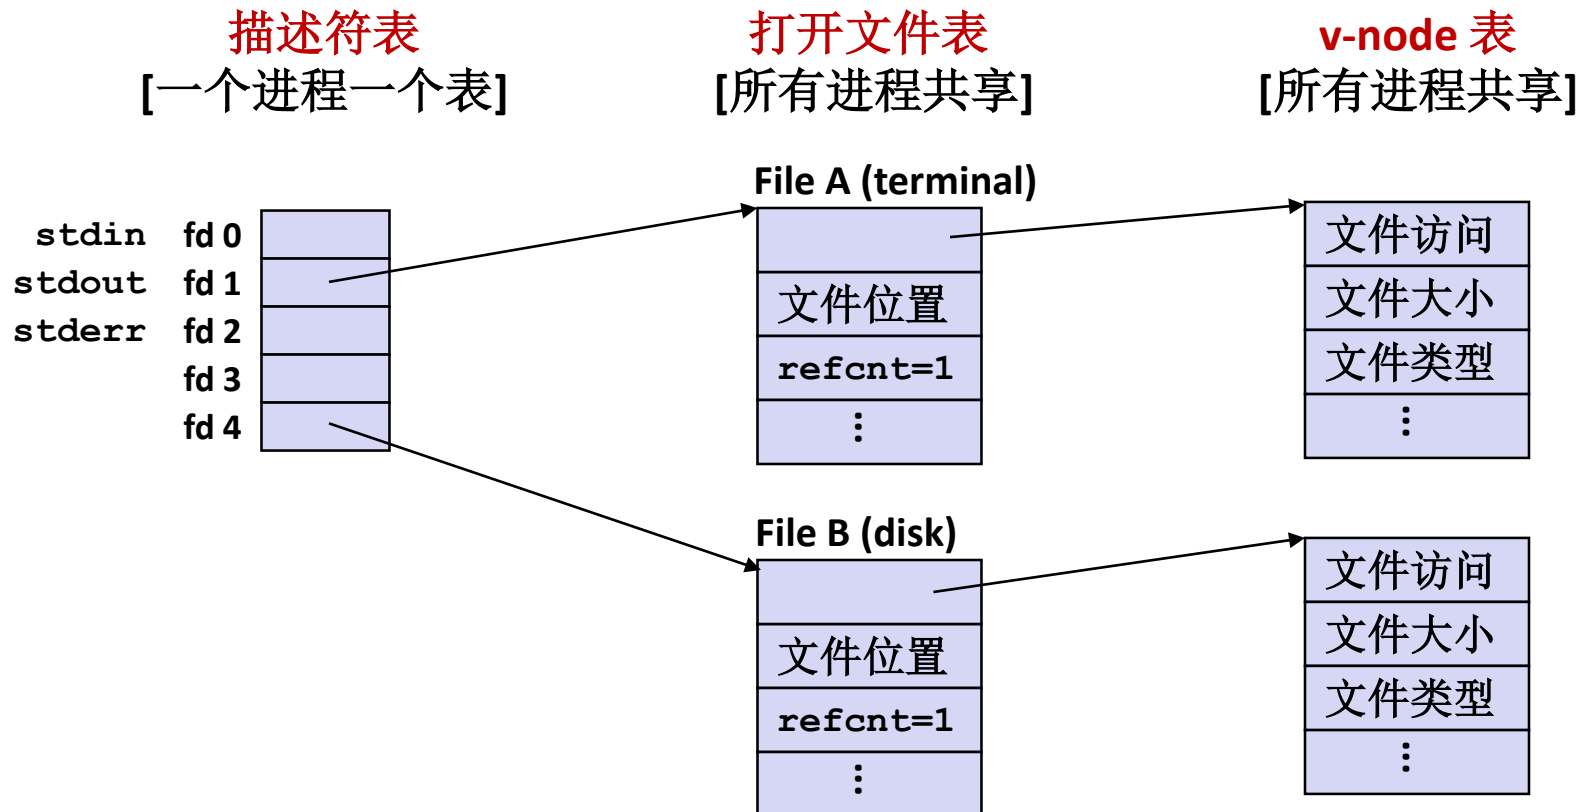 描述符表
[一个进程一个表]
打开文件表
[所有进程共享]
v-node 表
[所有进程共享]
stdin fd 0
stdout fd 1
stderr fd 2
fd 3
fd 4
File A (terminal)
文件位置
refcnt=1
...
文件访问
文件大小
文件类型
...
File B (disk)
文件位置
refcnt=1
...
文件访问
文件大小
文件类型
...